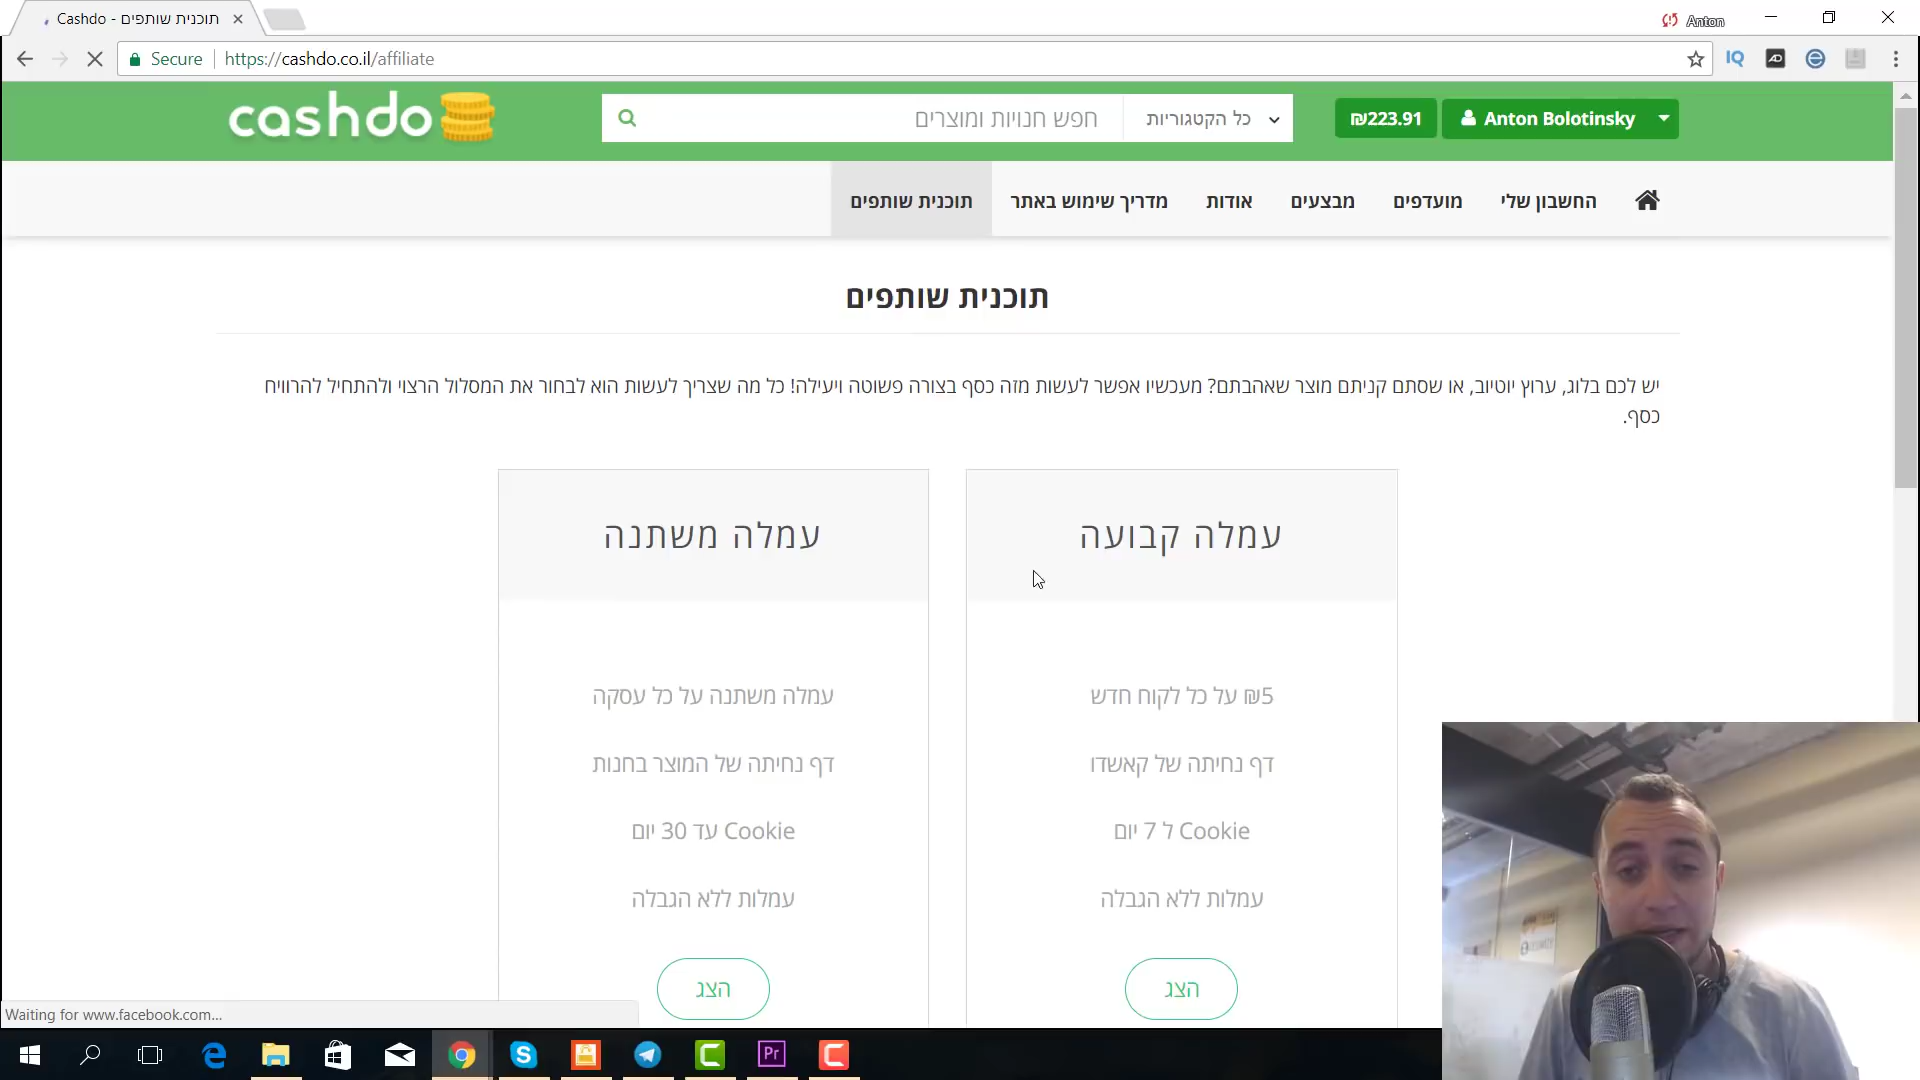 Cashdo - תוכנית שותפים
Anton
Secure
https://cashdo.co.il/affiliate
cashdo
חפש חנויות ומוצרים
כל הקטגוריות
₪223.91
Anton Bolotinsky
החשבון שלי
מועדפים
מבצעים
אודות
מדריך שימוש באתר
תוכנית שותפים
תוכנית שותפים
יש לכם בלוג, ערוץ יוטיוב, או שסתם קניתם מוצר שאהבתם? מעכשיו אפשר לעשות מזה כסף בצורה פשוטה ויעילה! כל מה שצריך לעשות הוא לבחור את המסלול הרצוי ולהתחיל להרוויח
כסף.
עמלה קבועה
₪5 על כל לקוח חדש
דף נחיתה של קאשדו
Cookie ל 7 יום
עמלות ללא הגבלה
הצג
עמלה משתנה
עמלה משתנה על כל עסקה
דף נחיתה של המוצר בחנות
Cookie עד 30 יום
עמלות ללא הגבלה
הצג
Waiting for www.facebook.com...